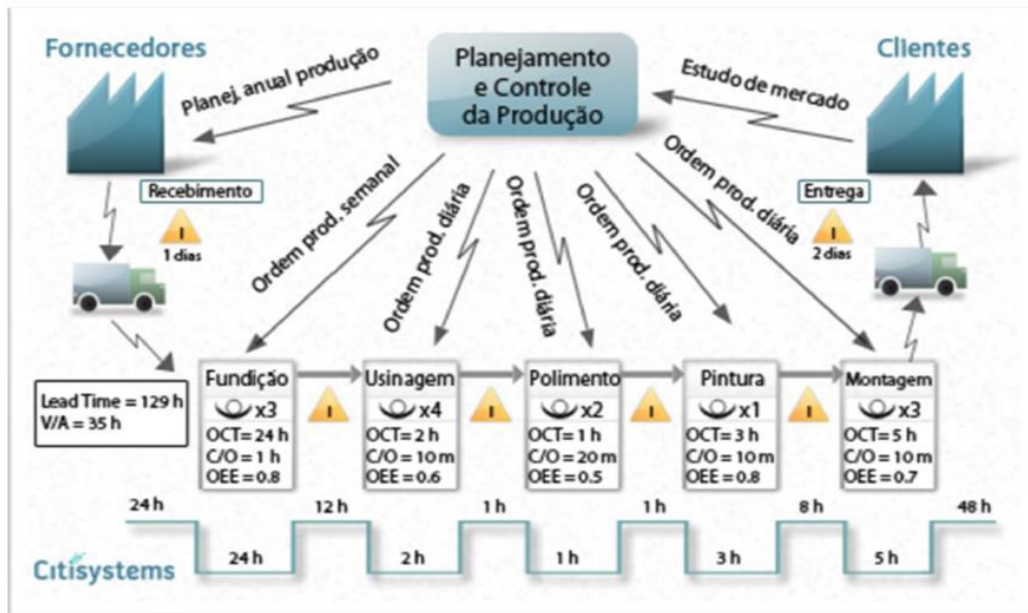 Fornecedores
Planejamento
e Controle
da Produção
Clientes
Planej. anual produção
Estudo de mercado
Recebimento
I
1 dias
Entrega
I
2 dias
Ordem prod. semanal
Ordem prod. diária
Ordem prod. diária
Ordem prod. diária
Ordem prod. diária
Lead Time = 129 h
V/A = 35 h
Fundição
x3
OCT= 24 h
C/O = 1 h
OEE = 0.8
I
Usinagem
x4
OCT= 2 h
C/O = 10 m
OEE = 0.6
I
Polimento
x2
OCT= 1 h
C/O = 20 m
OEE = 0.5
I
Pintura
x1
OCT= 3 h
C/O = 10 m
OEE = 0.8
I
Montagem
x3
OCT= 5 h
C/O = 10 m
OEE = 0.7
24 h
12 h
1 h
1 h
8 h
48 h
24 h
2 h
1 h
3 h
5 h
Citisystems